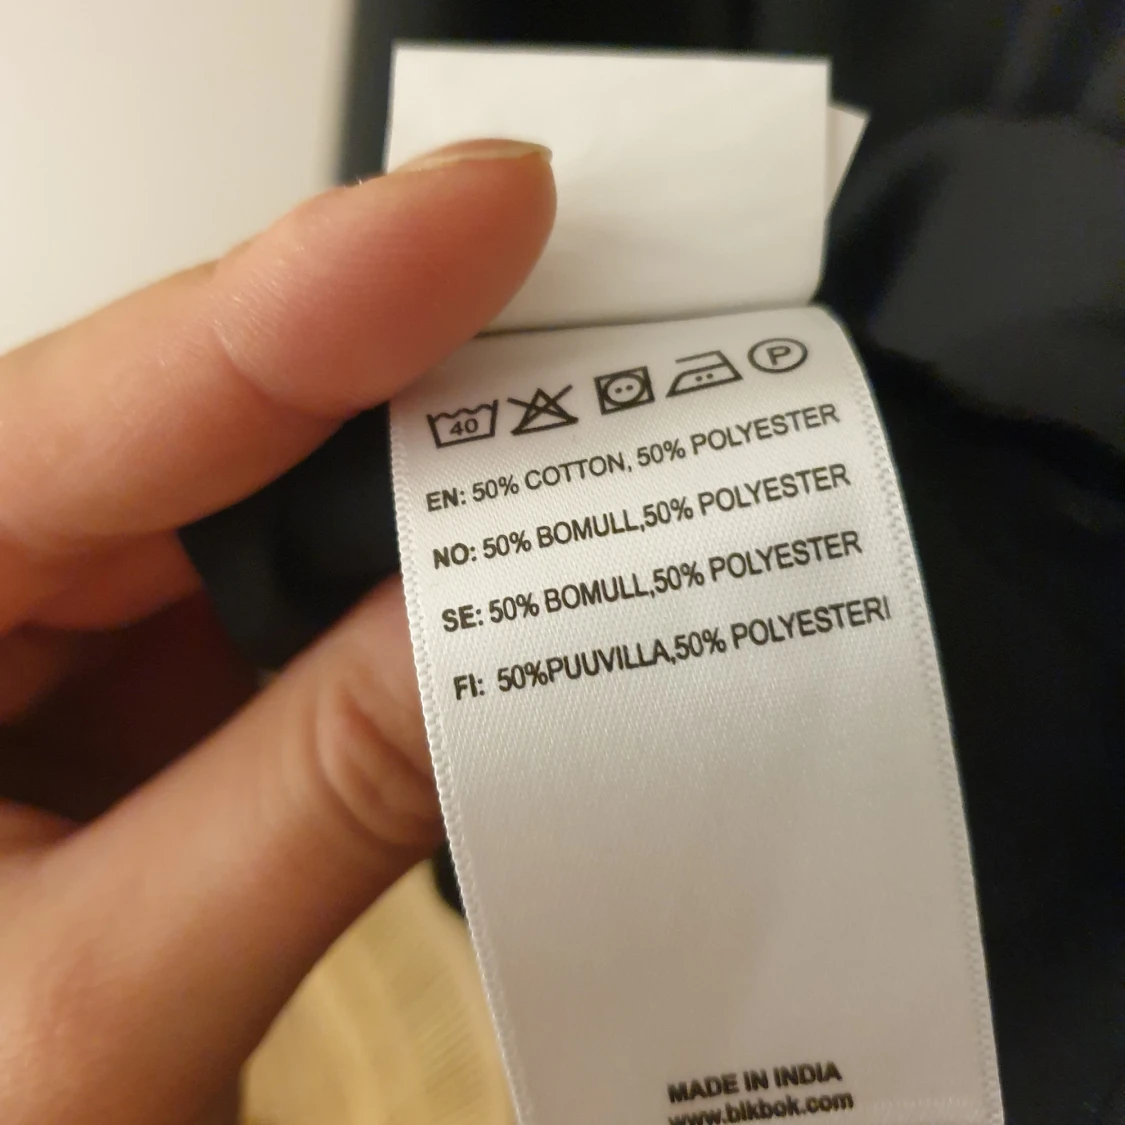 40 P
EN: 50% COTTON, 50% POLYESTER
NO: 50% BOMULL,50% POLYESTER
SE: 50% BOMULL,50% POLYESTER
FI: 50%PUUVILLA,50% POLYESTERI
MADE IN INDIA
www.bikbok.com